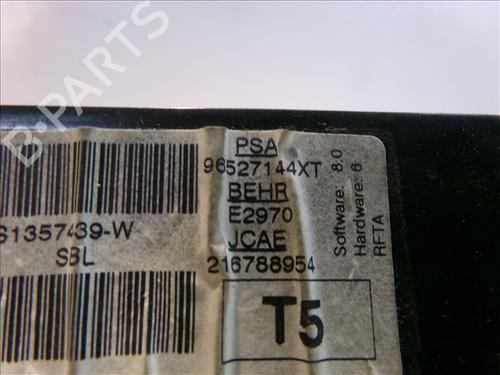 PSA
96527144XT
BEHR
E2970
JCAE
216788954
T5
S1357439-W
SBL
Software: 8.0
Hardware: 6
RFTA
B-PARTS